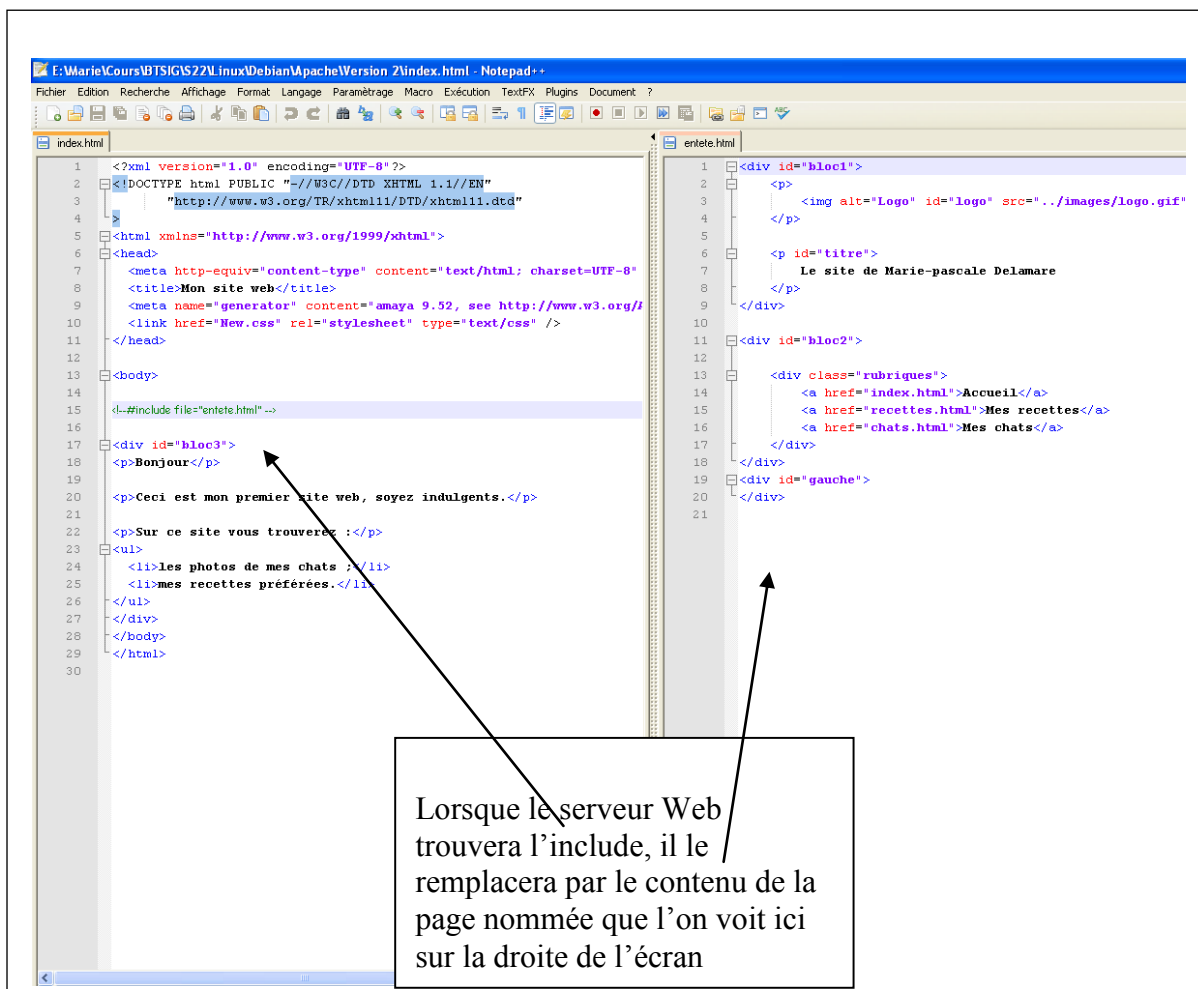 E:\Marie\Cours\BTSIG\S22\Linux\Debian\Apache\Version 2\index.html - Notepad++
Fichier Edition Recherche Affichage Format Langage Paramètrage Macro Exécution TextFX Plugins Document ?
index.html
1 <?xml version="1.0" encoding="UTF-8"?>
2 <!DOCTYPE html PUBLIC "-//W3C//DTD XHTML 1.1//EN"
3 "http://www.w3.org/TR/xhtml11/DTD/xhtml11.dtd"
4 >
5 <html xmlns="http://www.w3.org/1999/xhtml">
6 <head>
7 <meta http-equiv="content-type" content="text/html; charset=UTF-8"
8 <title>Mon site web</title>
9 <meta name="generator" content="amaya 9.52, see http://www.w3.org/
10 <link href="New.css" rel="stylesheet" type="text/css" />
11 </head>
12
13 <body>
14
15 <!--#include file="entete.html" -->
16
17 <div id="bloc3">
18 <p>Bonjour</p>
19
20 <p>Ceci est mon premier site web, soyez indulgents.</p>
21
22 <p>Sur ce site vous trouverez :</p>
23 <ul>
24 <li>les photos de mes chats ;</li>
25 <li>mes recettes préférées.</li>
26 </ul>
27 </div>
28 </body>
29 </html>
30
entete.html
1 <div id="bloc1">
2 <p>
3 <img alt="Logo" id="logo" src="../images/logo.gif"
4 </p>
5
6 <p id="titre">
7 Le site de Marie-pascale Delamare
8 </p>
9 </div>
10
11 <div id="bloc2">
12
13 <div class="rubriques">
14 <a href="index.html">Accueil</a>
15 <a href="recettes.html">Mes recettes</a>
16 <a href="chats.html">Mes chats</a>
17 </div>
18 </div>
19 <div id="gauche">
20 </div>
21
Lorsque le serveur Web
trouvera l’include, il le
remplacera par le contenu de la
page nommée que l’on voit ici
sur la droite de l’écran